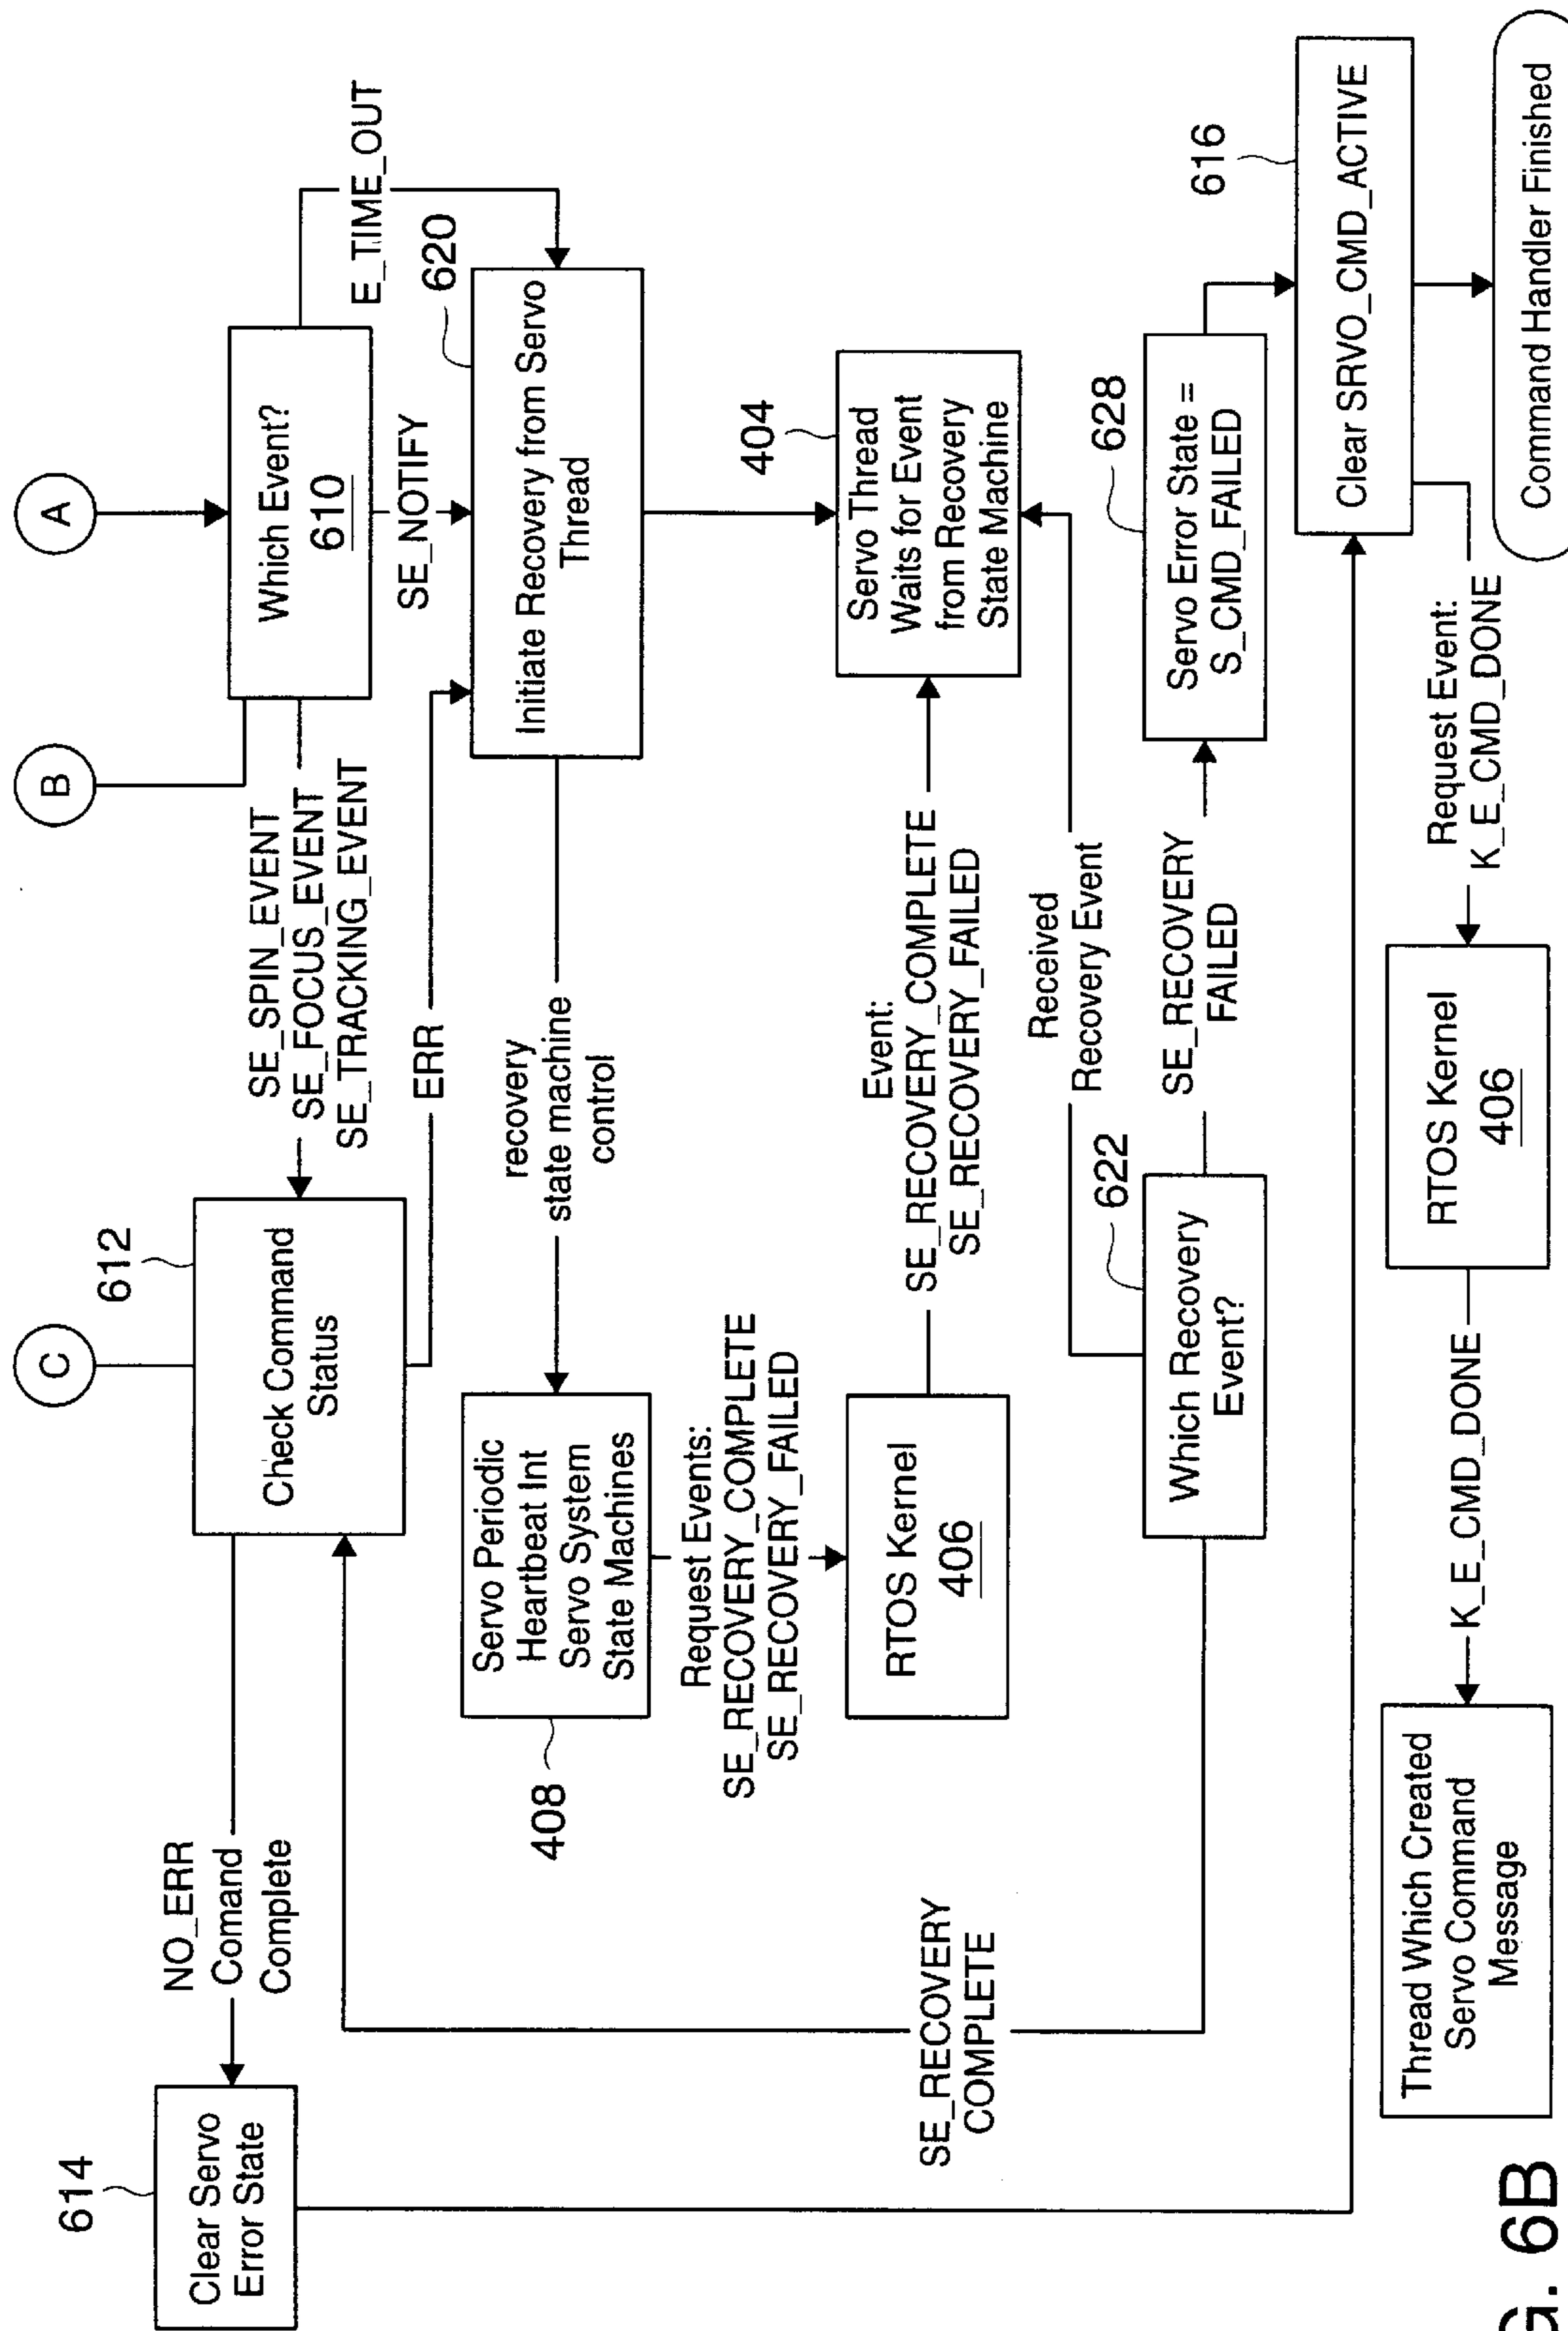 A
B
C
Which Event?
610
E_TIME_OUT
SE_NOTIFY
SE_SPIN_EVENT
SE_FOCUS_EVENT
SE_TRACKING_EVENT
612
Check Command
Status
NO_ERR
Comand
Complete
614
Clear Servo
Error State
ERR
620
Initiate Recovery from Servo
Thread
recovery
state machine
control
Servo Periodic
Heartbeat Int
Servo System
State Machines
408
Request Events:
SE_RECOVERY_COMPLETE
SE_RECOVERY_FAILED
RTOS Kernel
406
Event:
SE_RECOVERY_COMPLETE
SE_RECOVERY_FAILED
404
Servo Thread
Waits for Event
from Recovery
State Machine
Received
Recovery Event
622
Which Recovery
Event?
SE_RECOVERY
COMPLETE
SE_RECOVERY
FAILED
628
Servo Error State =
S_CMD_FAILED
616
Clear SRVO_CMD_ACTIVE
Command Handler Finished
Request Event:
K_E_CMD_DONE
RTOS Kernel
406
K_E_CMD_DONE
Thread Which Created
Servo Command
Message
G. 6B